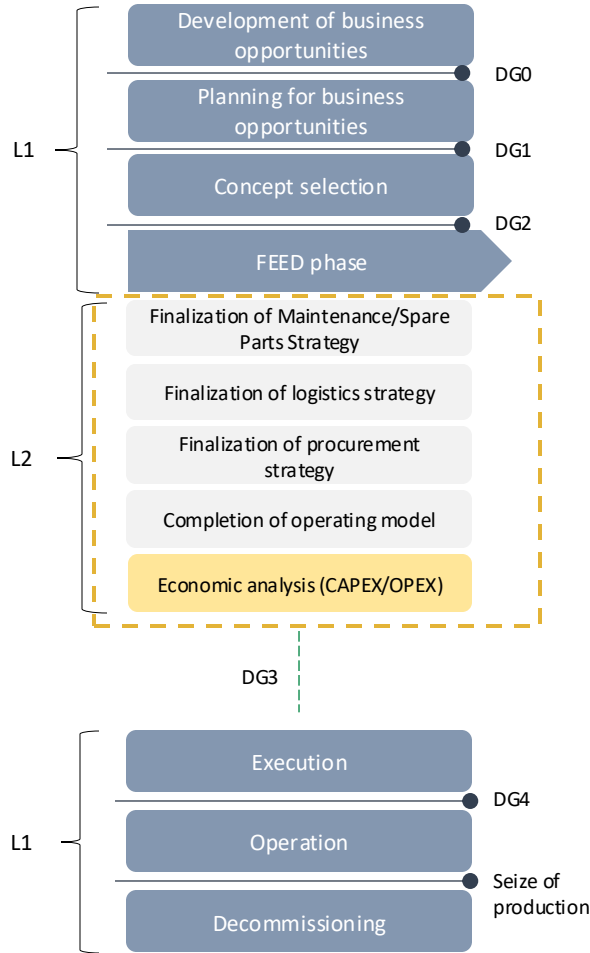 Development of business
opportunities
DG0
Planning for business
opportunities
L1
DG1
Concept selection
DG2
FEED phase
Finalization of Maintenance/Spare
Parts Strategy
Finalization of logistics strategy
L2
Finalization of procurement
strategy
Completion of operating model
Economic analysis (CAPEX/OPEX)
DG3
Execution
DG4
L1
Operation
Seize of
production
Decommissioning